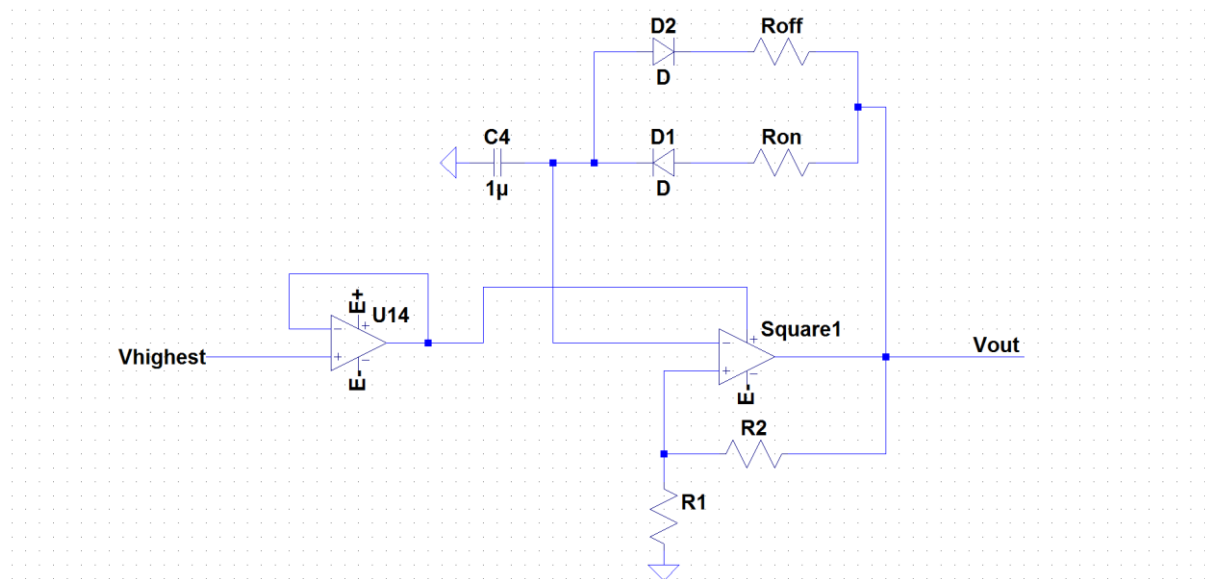 D2
Roff
D
C4
D1
Ron
1µ
D
E+
U14
Square1
Vhighest
Vout
E-
E-
R2
R1